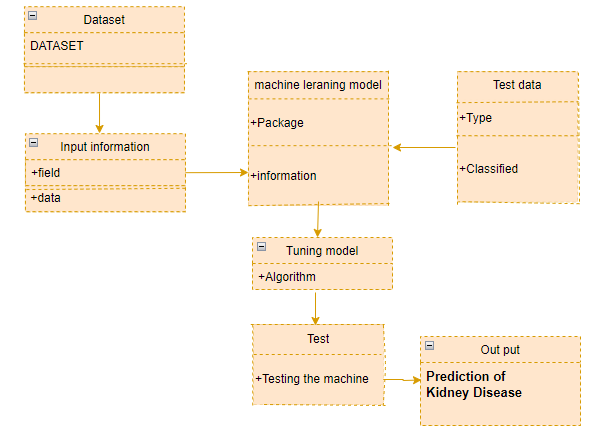 Dataset
DATASET
Input information
+field
+data
machine leraning model
+Package
+information
Test data
+Type
+Classified
Tuning model
+Algorithm
Test
+Testing the machine
Out put
Prediction of
Kidney Disease